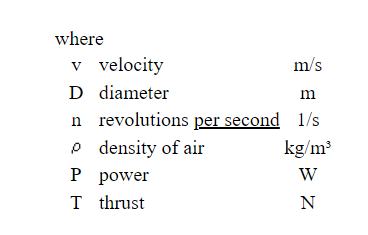 where
v velocity m/s
D diameter m
n revolutions per second 1/s
ρ density of air kg/m³
P power W
T thrust N